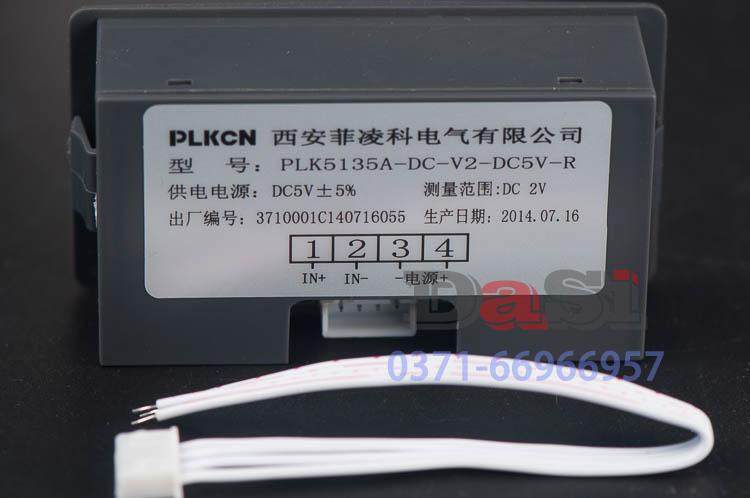 PLKCN 西安菲凌科电气有限公司
型 号: PLK5135A-DC-V2-DC5V-R
供电电源: DC5V±5% 测量范围:DC 2V
出厂编号: 3710001C140716055 生产日期: 2014.07.16
1 2 3 4
IN+ IN- -电源+
Dasi
0371-66966957